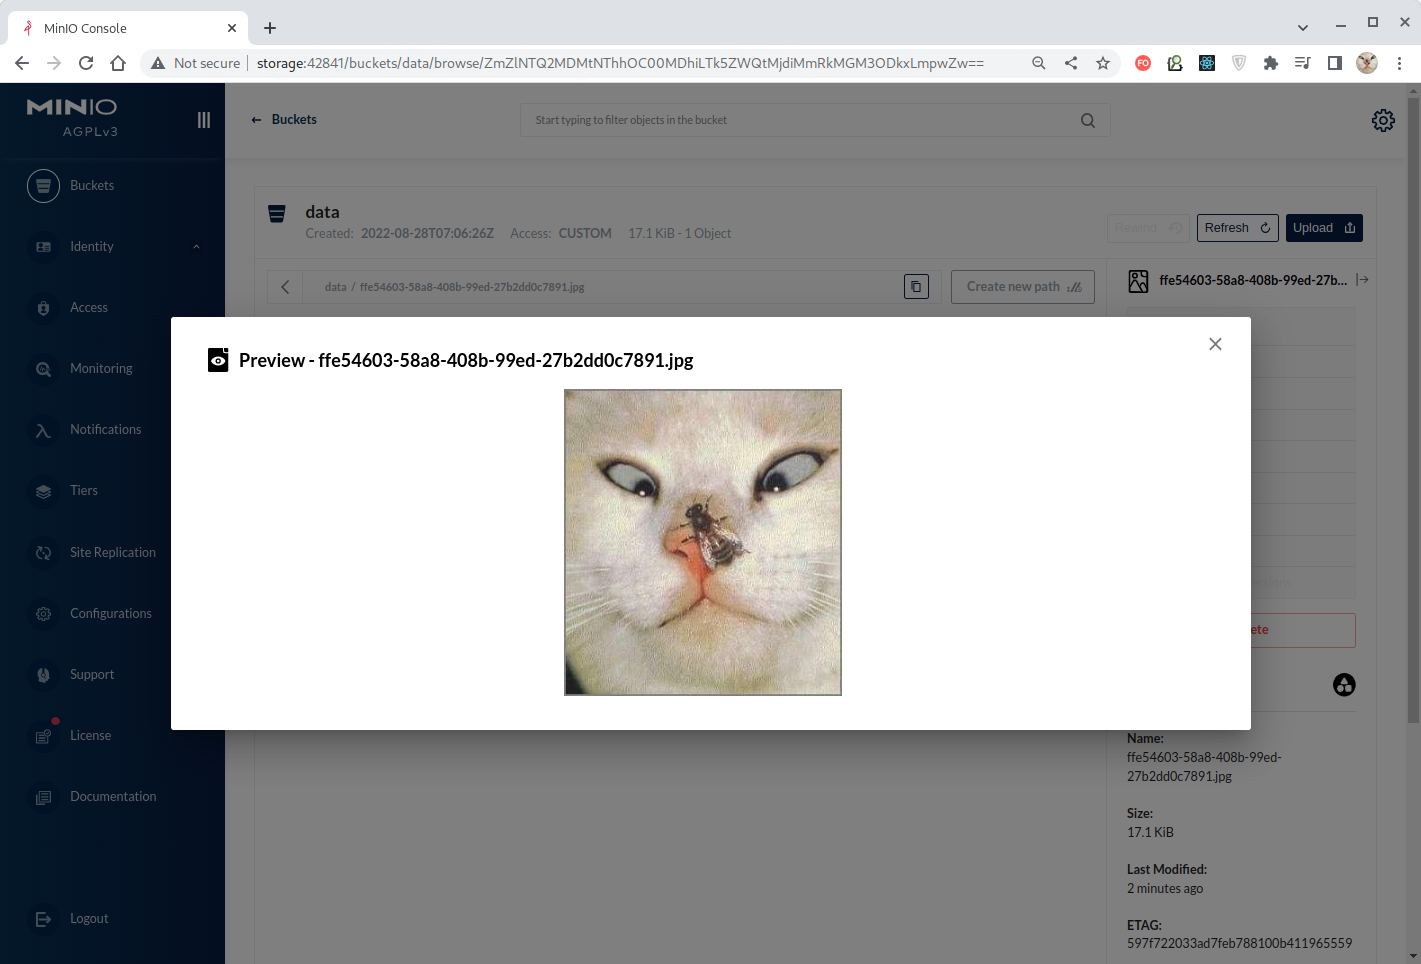 MinIO Console
Not secure
storage:42841/buckets/data/browse/ZmZlNTQ2MDMtNThhOC00MDhiLTk5ZWQtMjdiMmRkMGM3ODkxLmpwZw==
FO
MINIO
AGPLv3
Buckets
Start typing to filter objects in the bucket
Buckets
Identity
Access
Monitoring
Notifications
Tiers
Site Replication
Configurations
Support
License
Documentation
Logout
data
Created: 2022-08-28T07:06:26Z Access: CUSTOM 17.1 KiB - 1 Object
Rewind
Refresh
Upload
data / ffe54603-58a8-408b-99ed-27b2dd0c7891.jpg
Create new path
ffe54603-58a8-408b-99ed-27b...
Preview - ffe54603-58a8-408b-99ed-27b2dd0c7891.jpg
ete
Name:
ffe54603-58a8-408b-99ed-
27b2dd0c7891.jpg
Size:
17.1 KiB
Last Modified:
2 minutes ago
ETAG:
597f722033ad7feb788100b411965559